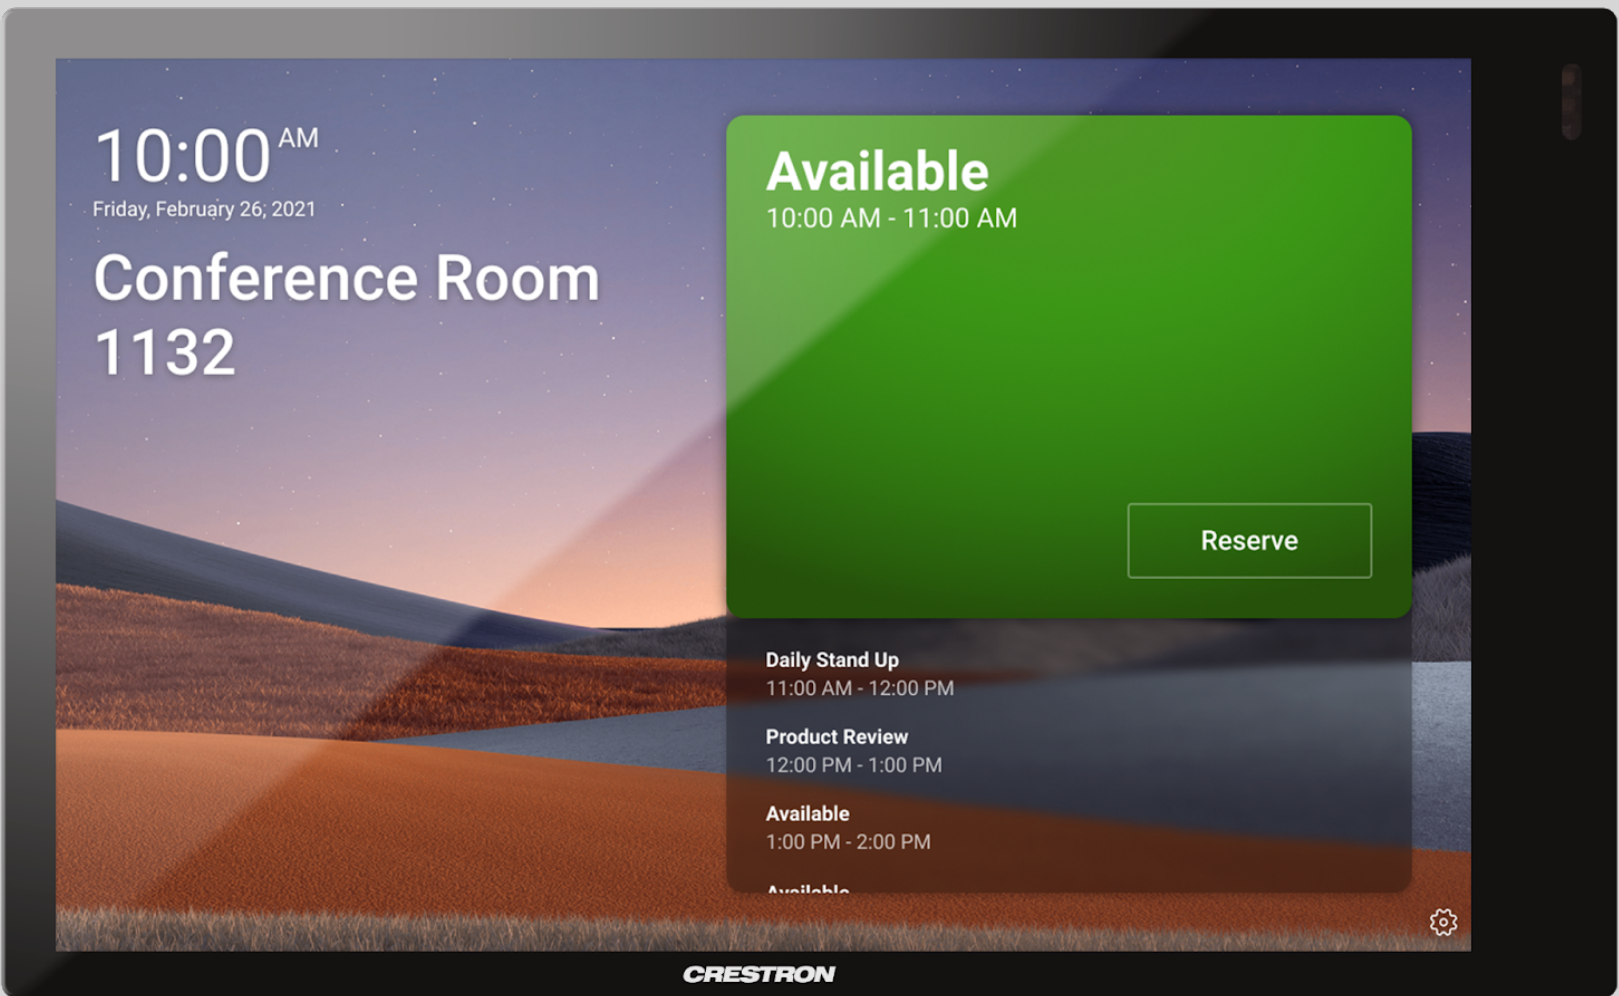 10:00 AM
Friday, February 26, 2021
Conference Room
1132
Available
10:00 AM - 11:00 AM
Reserve
Daily Stand Up
11:00 AM - 12:00 PM
Product Review
12:00 PM - 1:00 PM
Available
1:00 PM - 2:00 PM
Available
CRESTRON